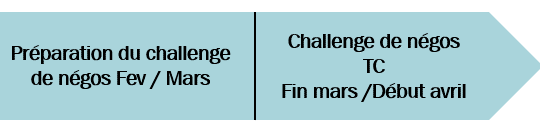 Préparation du challenge
de négos Fev / Mars
Challenge de négos
TC
Fin mars /Début avril